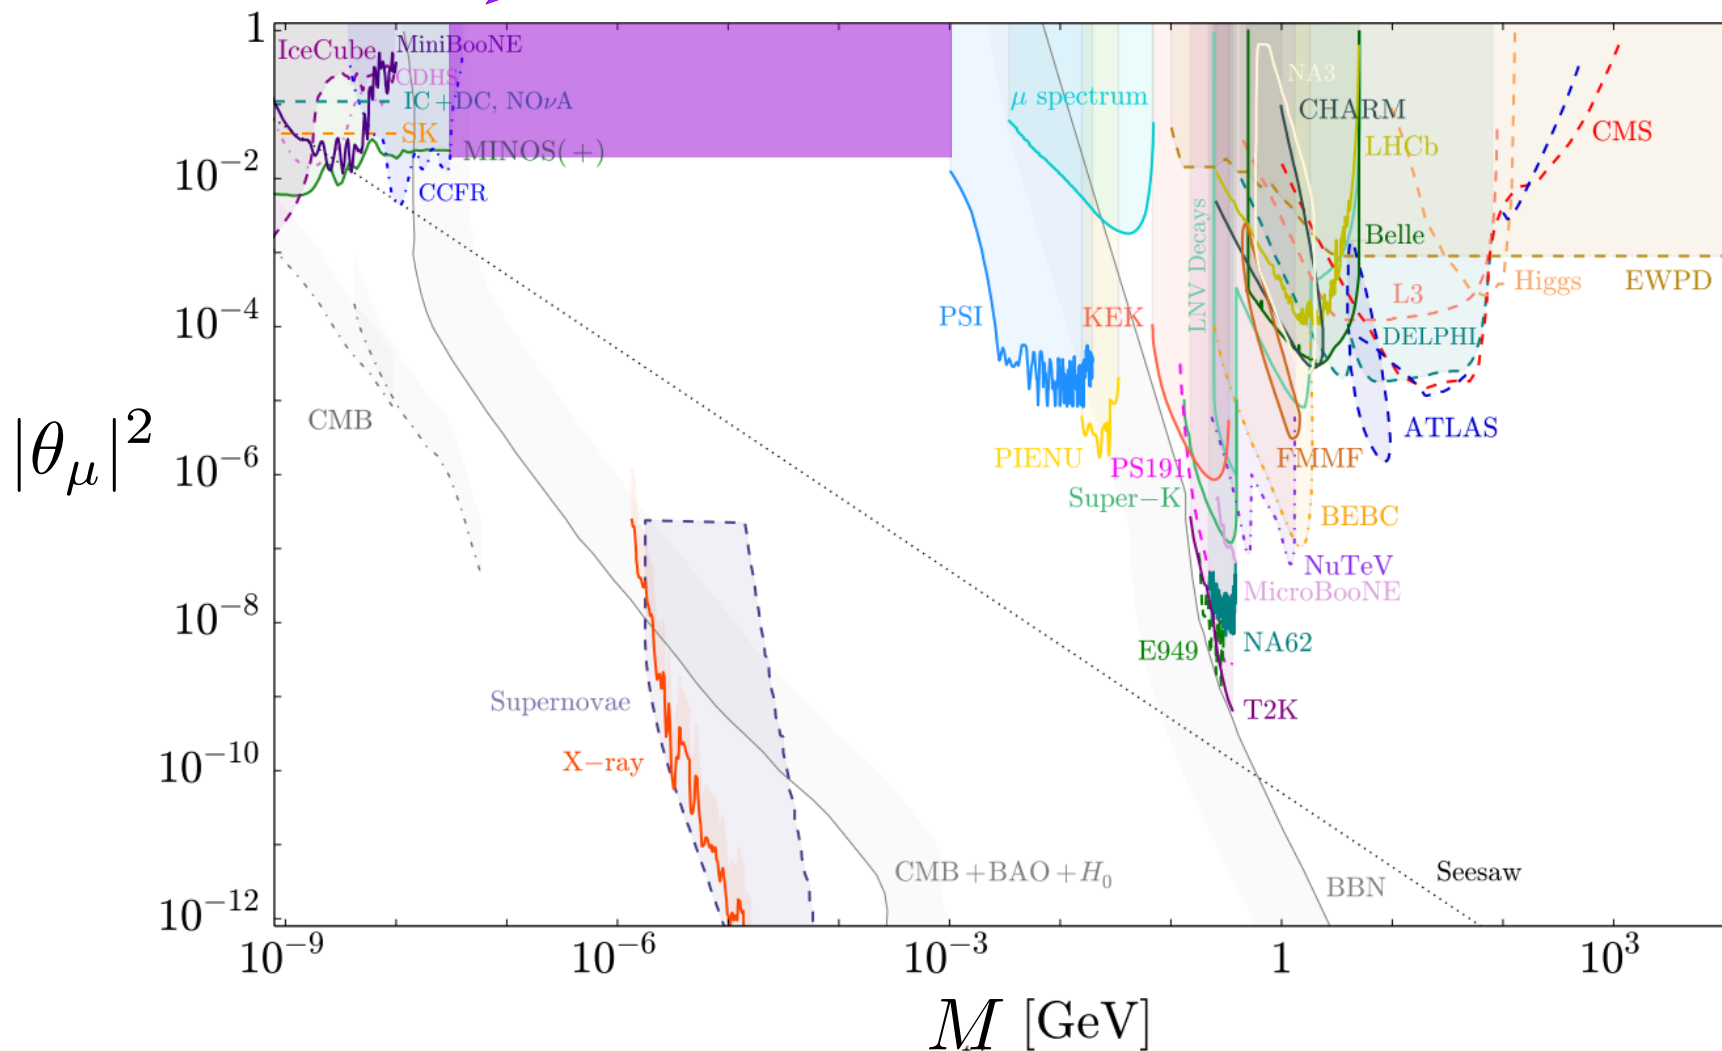 1
IceCube
MiniBooNE
CDHS
IC+DC, NOνA
SK
MINOS(+)
CCFR
10⁻²
μ spectrum
NA3
CHARM
LHCb
CMS
LNV Decays
Belle
EWPD
Higgs
L3
DELPHI
PSI
KEK
10⁻⁴
ATLAS
CMB
|θ_μ|²
PIENU
PS191
FMMF
10⁻⁶
Super−K
BEBC
NuTeV
MicroBooNE
10⁻⁸
E949
NA62
Supernovae
T2K
X−ray
10⁻¹⁰
CMB+BAO+H₀
BBN
Seesaw
10⁻¹²
10⁻⁹ 10⁻⁶ 10⁻³ 1 10³
M [GeV]